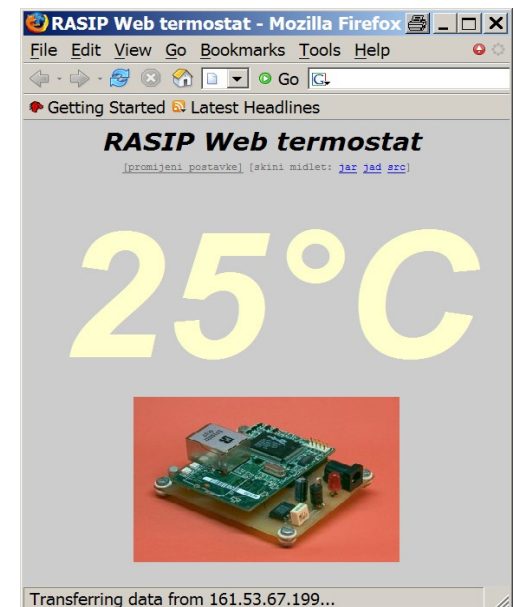 RASIP Web termostat - Mozilla Firefox
File Edit View Go Bookmarks Tools Help
Go G
Getting Started Latest Headlines
RASIP Web termostat
[promijeni postavke] [skini midlet: jar jad src]
25°C
Transferring data from 161.53.67.199...